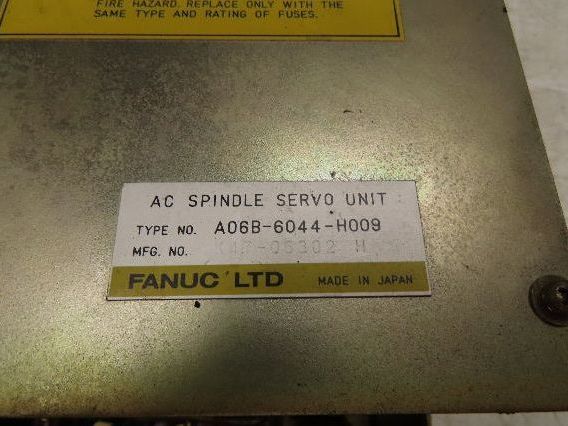 FIRE HAZARD, REPLACE ONLY WITH THE
SAME TYPE AND RATING OF FUSES.
AC SPINDLE SERVO UNIT
TYPE NO. A06B-6044-H009
MFG. NO.
FANUC LTD MADE IN JAPAN